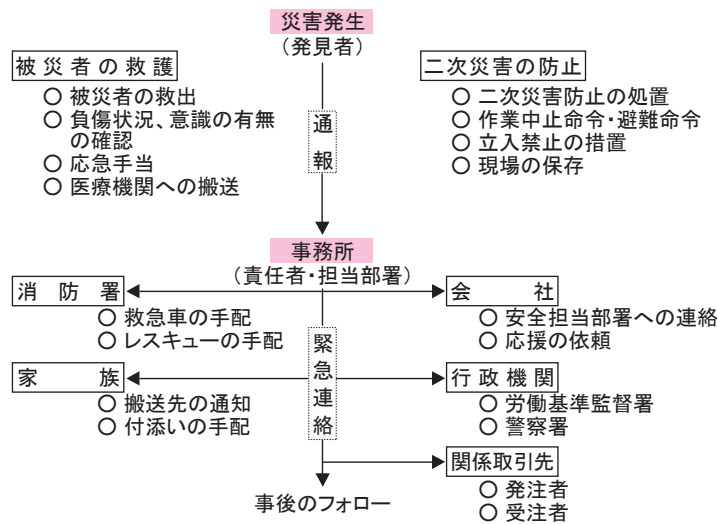 災害発生
(発見者)
被災者の救護
○ 被災者の救出
○ 負傷状況、意識の有無
の確認
○ 応急手当
○ 医療機関への搬送
通報
二次災害の防止
○ 二次災害防止の処置
○ 作業中止命令・避難命令
○ 立入禁止の措置
○ 現場の保存
事務所
(責任者・担当部署)
消防署
○ 救急車の手配
○ レスキューの手配
会社
○ 安全担当部署への連絡
○ 応援の依頼
緊急連絡
家族
○ 搬送先の通知
○ 付添いの手配
行政機関
○ 労働基準監督署
○ 警察署
関係取引先
○ 発注者
○ 受注者
事後のフォロー